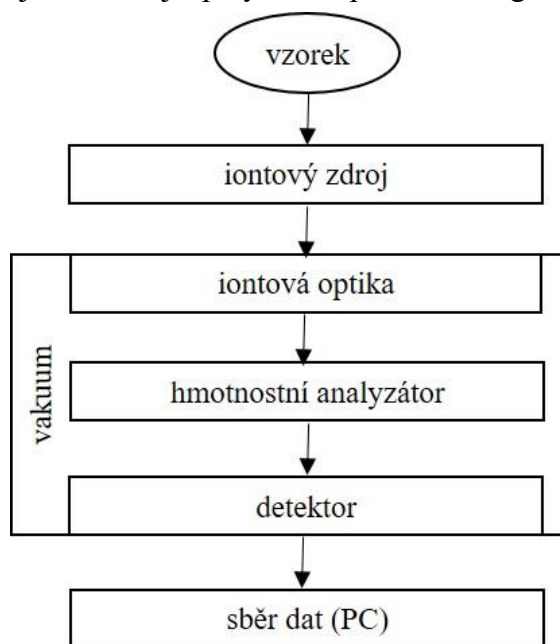 vzorek
iontový zdroj
iontová optika
vakuum
hmotnostní analyzátor
detektor
sběr dat (PC)